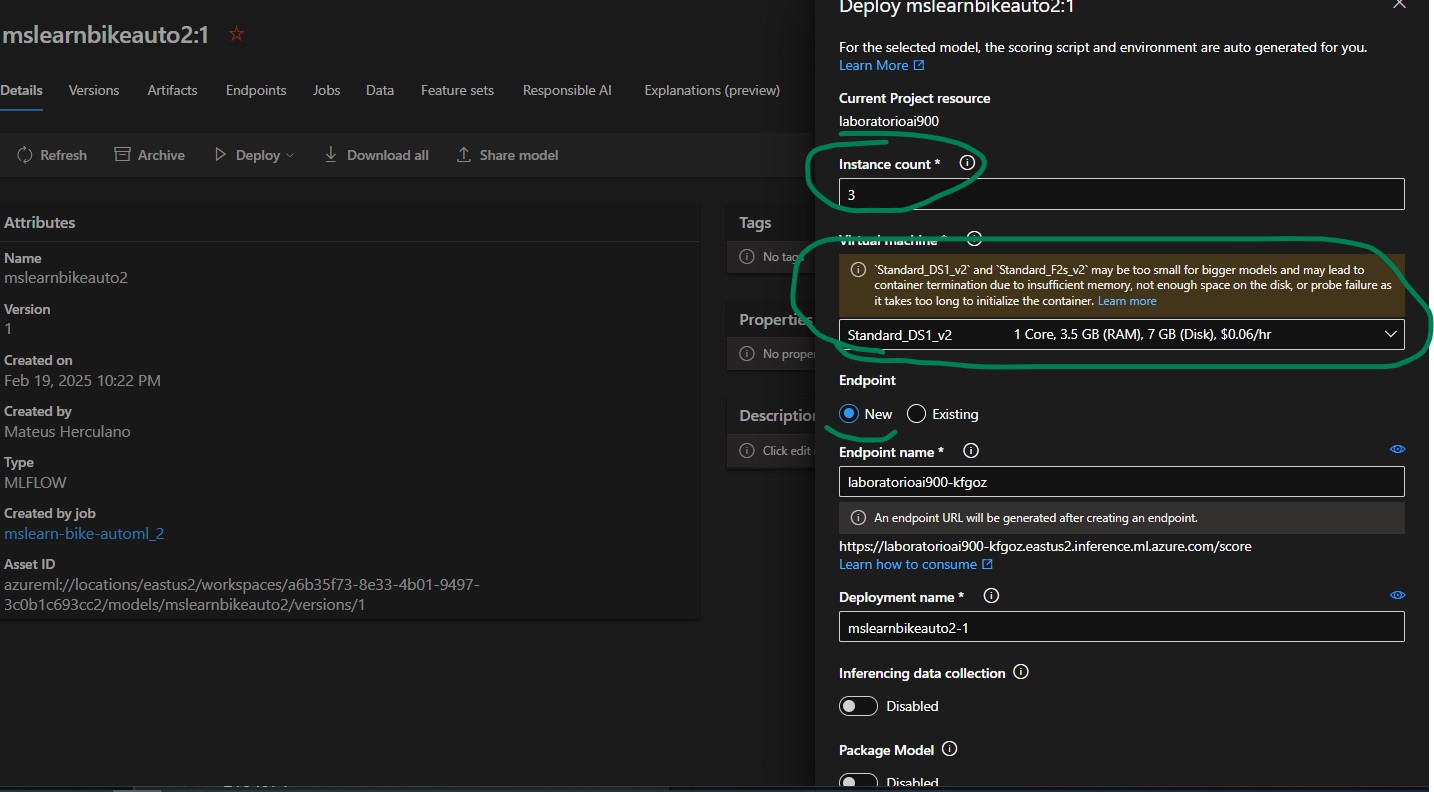 mslearnbikeauto2:1
Details Versions Artifacts Endpoints Jobs Data Feature sets Responsible AI Explanations (preview)
Refresh Archive Deploy Download all Share model
Attributes
Name
mslearnbikeauto2
Version
1
Created on
Feb 19, 2025 10:22 PM
Created by
Mateus Herculano
Type
MLFLOW
Created by job
mslearn-bike-automl_2
Asset ID
azureml://locations/eastus2/workspaces/a6b35f73-8e33-4b01-9497-
3c0b1c693cc2/models/mslearnbikeauto2/versions/1
Tags
No tags
Properties
No proper
Description
Click edit
Deploy mslearnbikeauto2:1
For the selected model, the scoring script and environment are auto generated for you.
Learn More
Current Project resource
laboratorioai900
Instance count *
3
Virtual machine *
`Standard_DS1_v2` and `Standard_F2s_v2` may be too small for bigger models and may lead to
container termination due to insufficient memory, not enough space on the disk, or probe failure as
it takes too long to initialize the container. Learn more
Standard_DS1_v2 1 Core, 3.5 GB (RAM), 7 GB (Disk), $0.06/hr
Endpoint
New Existing
Endpoint name *
laboratorioai900-kfgoz
An endpoint URL will be generated after creating an endpoint.
https://laboratorioai900-kfgoz.eastus2.inference.ml.azure.com/score
Learn how to consume
Deployment name *
mslearnbikeauto2-1
Inferencing data collection
Disabled
Package Model
Disabled